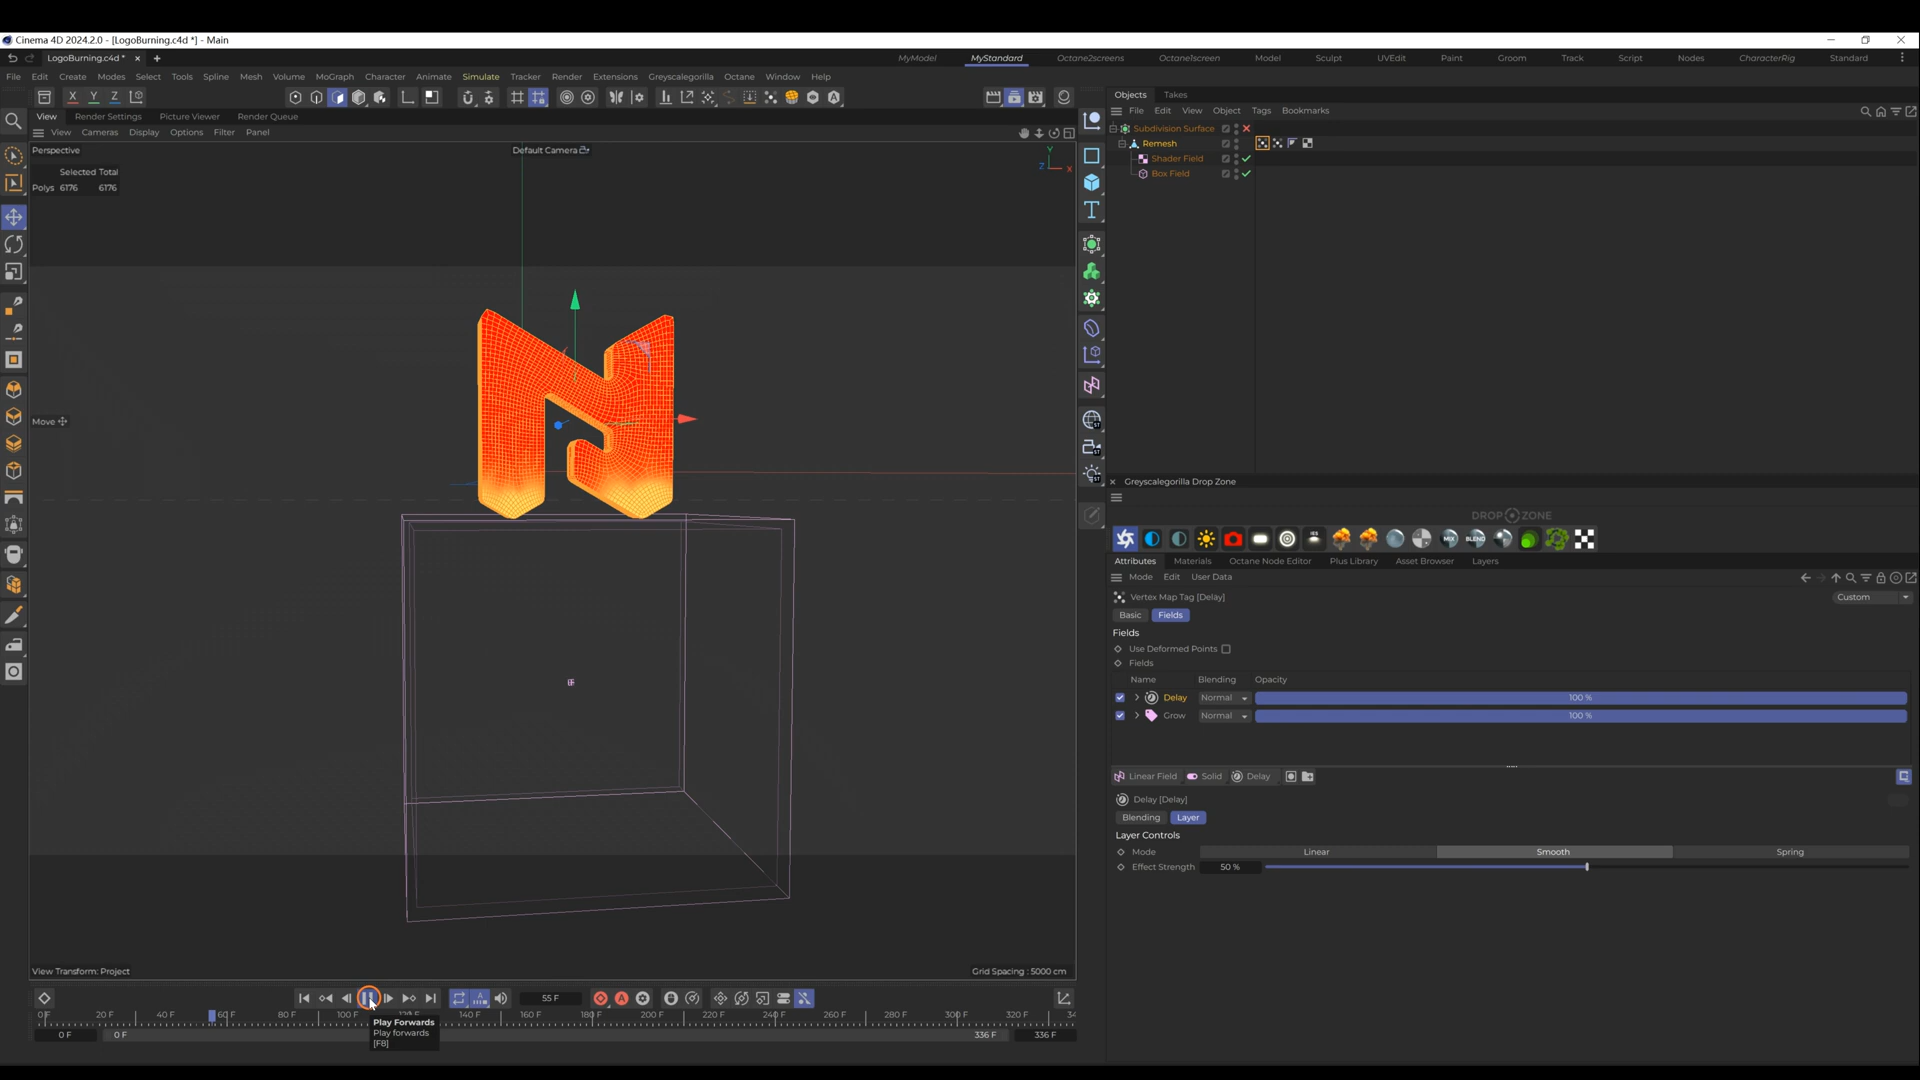 Cinema 4D 2024.2.0 - [LogoBurning.c4d *] - Main
LogoBurning.c4d *
MyModel MyStandard Octane2screens Octane1screen Model Sculpt UVEdit Paint Groom Track Script Nodes CharacterRig Standard
File Edit Create Modes Select Tools Spline Mesh Volume MoGraph Character Animate Simulate Tracker Render Extensions Greyscalegorilla Octane Window Help
X Y Z
View Render Settings Picture Viewer Render Queue
View Cameras Display Options Filter Panel
Perspective
Default Camera
Selected Total
Polys 6176 6176
Y
Z X
Move
View Transform: Project
Grid Spacing : 5000 cm
55 F
0F 20 F 40 F 60 F 80 F 100 F 120 F 140 F 160 F 180 F 200 F 220 F 240 F 260 F 280 F 300 F 320 F 34
0 F 0 F 336 F 336 F
Play Forwards
Play forwards
[F8]
Objects Takes
File Edit View Object Tags Bookmarks
Subdivision Surface
Remesh
Shader Field
Box Field
Greyscalegorilla Drop Zone
DROP ZONE
IES
MIX
BLEND
Attributes Materials Octane Node Editor Plus Library Asset Browser Layers
Mode Edit User Data
Vertex Map Tag [Delay]
Custom
Basic Fields
Fields
Use Deformed Points
Fields
Name Blending Opacity
Delay Normal 100 %
Grow Normal 100 %
Linear Field Solid Delay
Delay [Delay]
Blending Layer
Layer Controls
Mode Linear Smooth Spring
Effect Strength 50 %